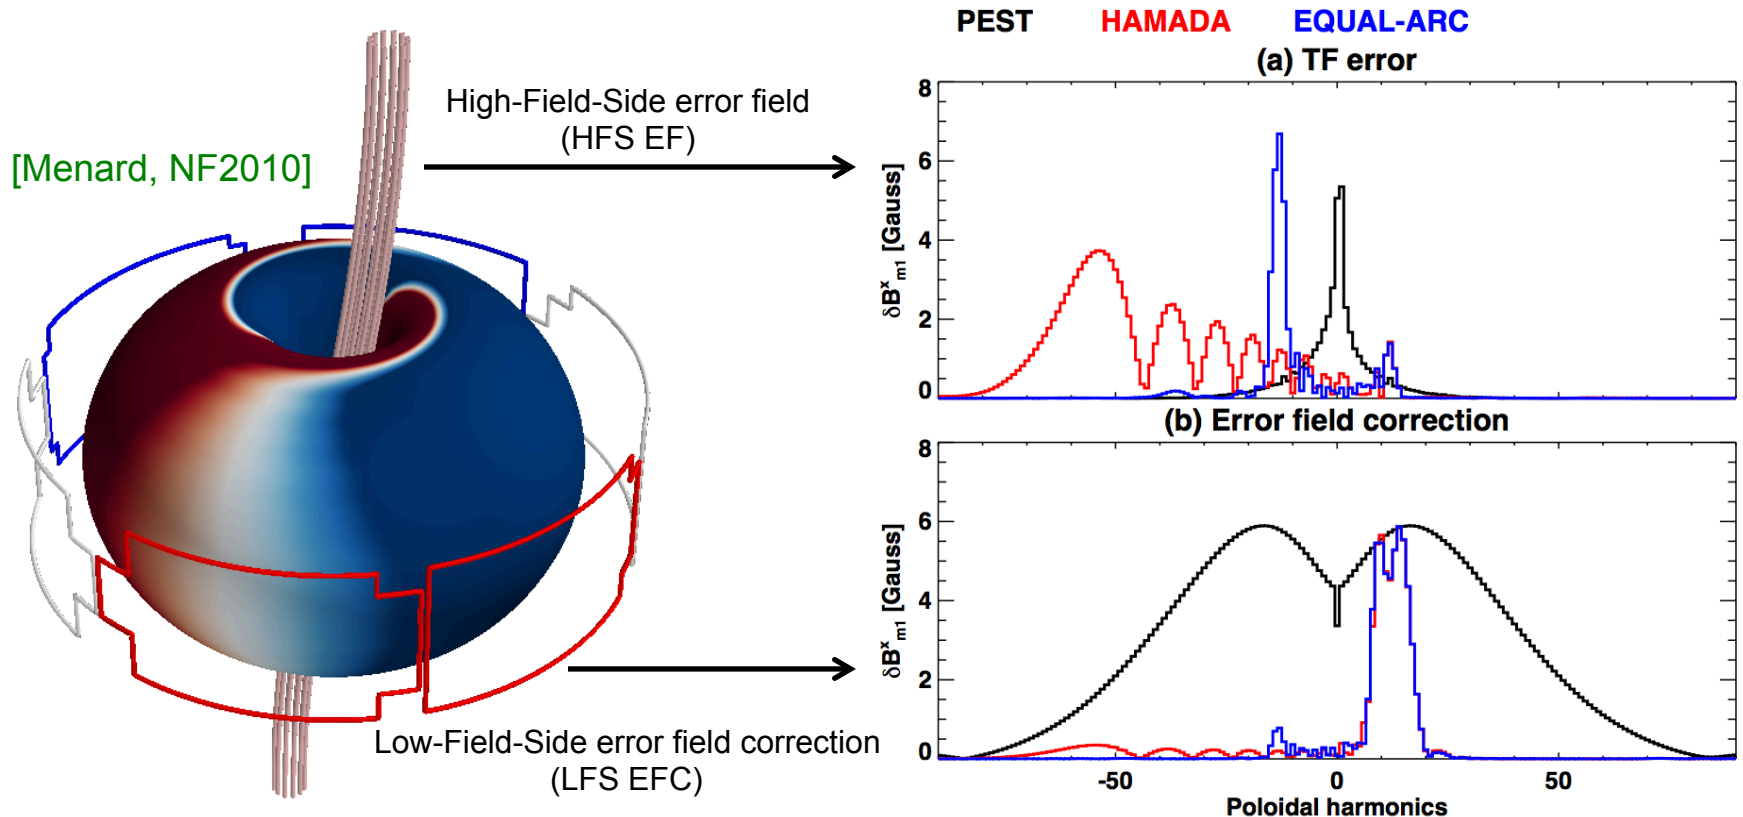 High-Field-Side error field
(HFS EF)
[Menard, NF2010]
Low-Field-Side error field correction
(LFS EFC)
PEST HAMADA EQUAL-ARC
(a) TF error
8
6
4
2
0
δBˣₘ₁ [Gauss]
(b) Error field correction
8
6
4
2
0
δBˣₘ₁ [Gauss]
-50 0 50
Poloidal harmonics